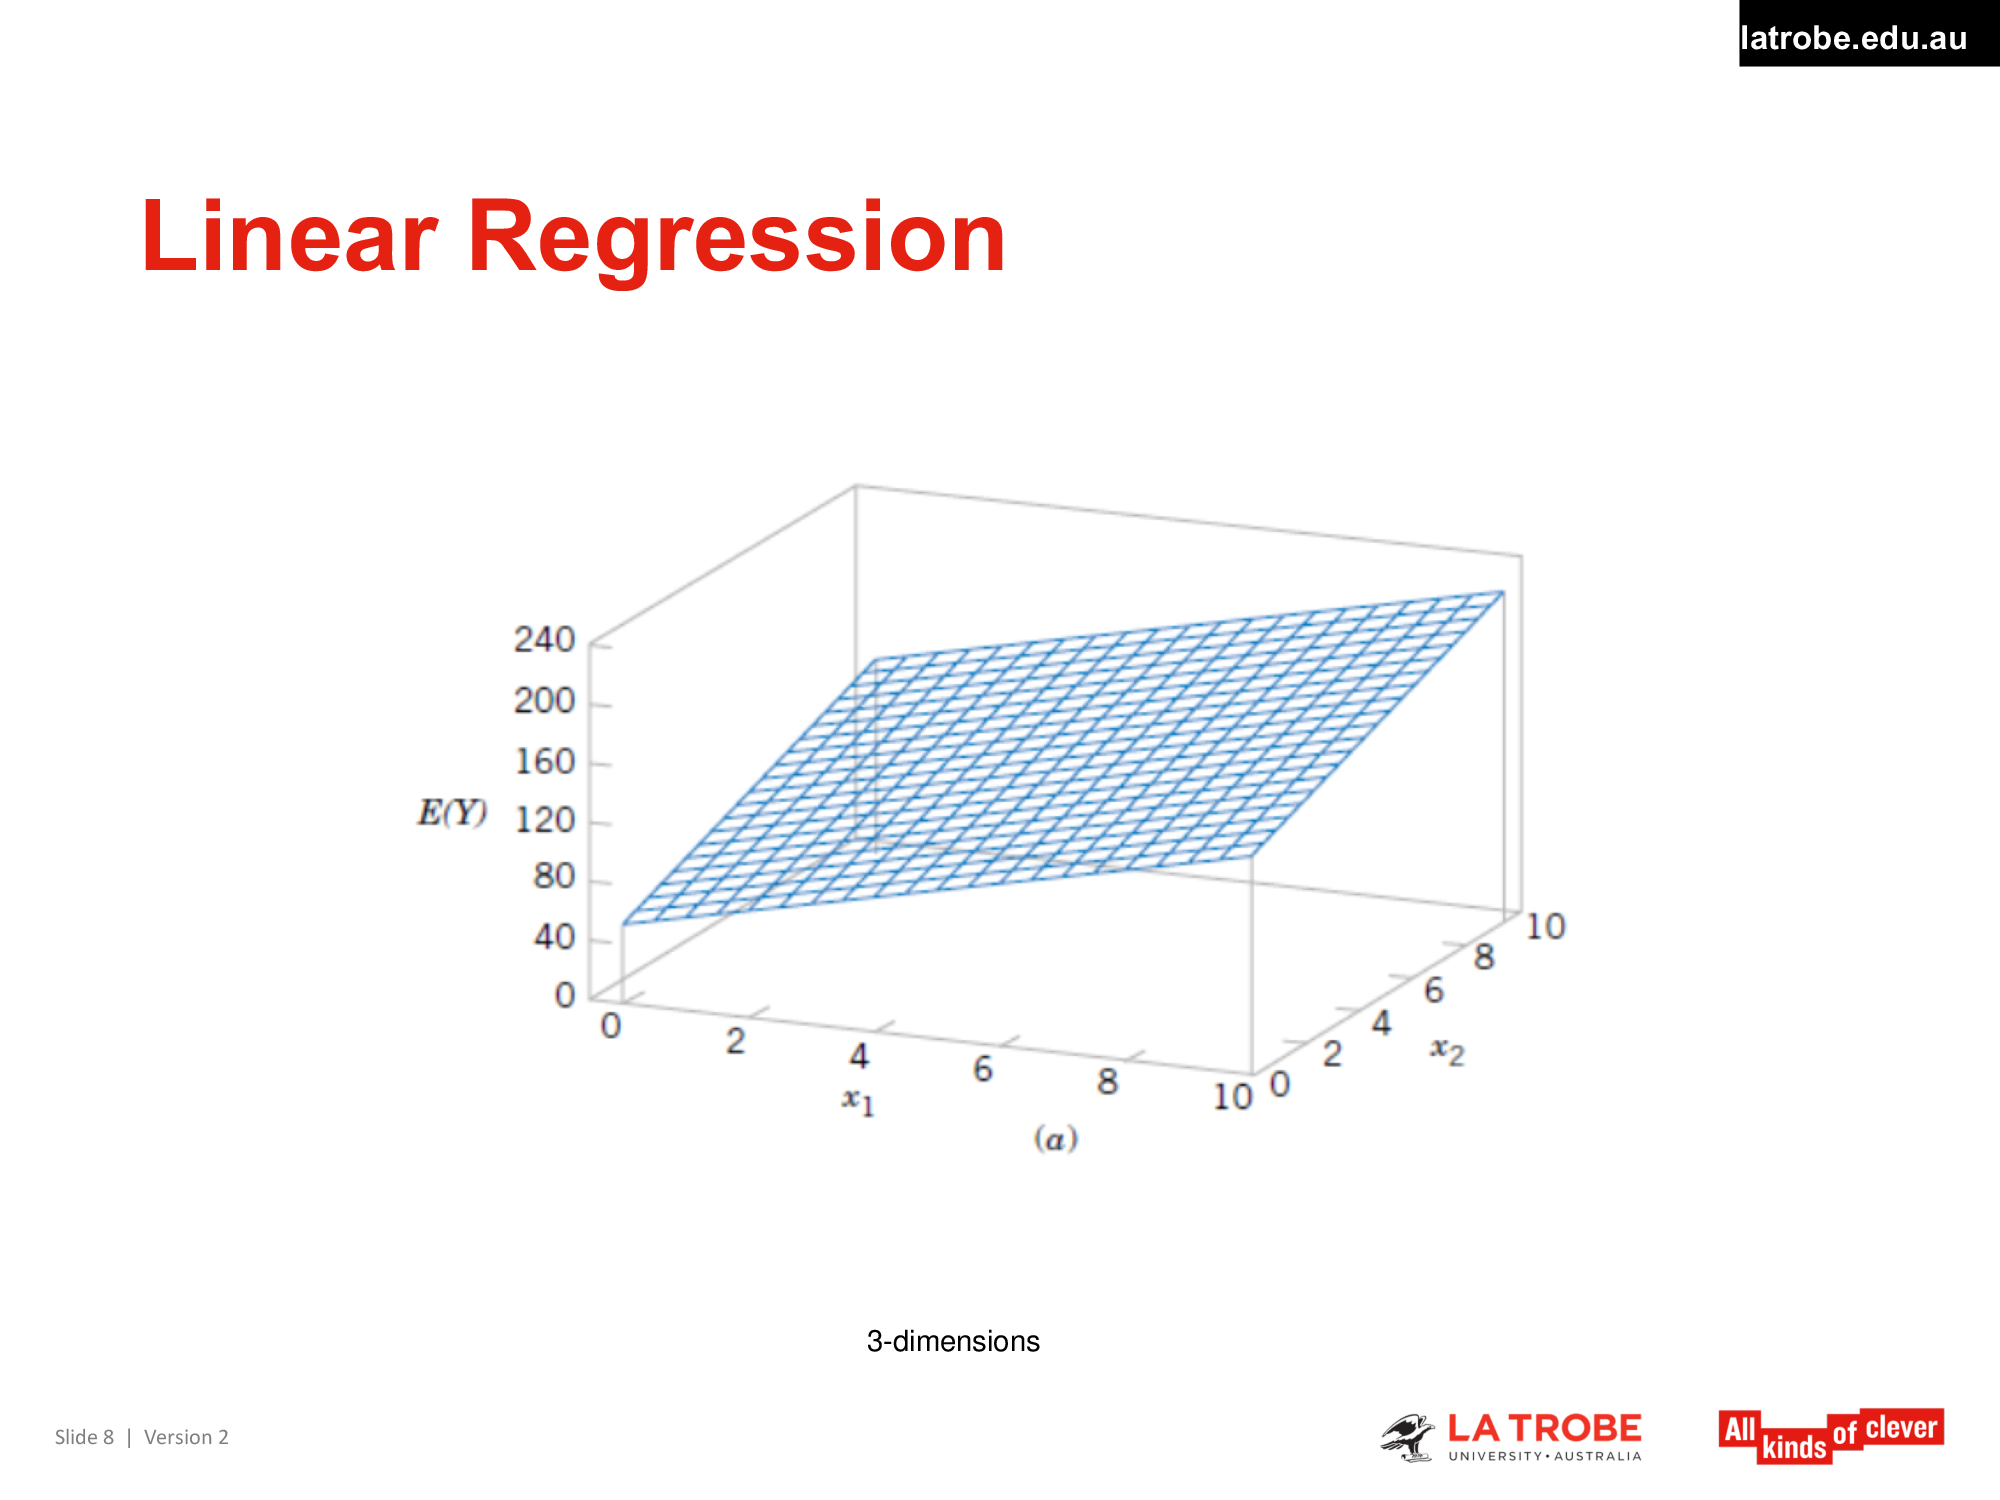 latrobe.edu.au
Linear Regression
240
200
160
E(Y) 120
80
40
0
0 2 4 6 8 10
x1
0 2 4 6 8 10
x2
(a)
3-dimensions
Slide 8 | Version 2
LA TROBE
UNIVERSITY • AUSTRALIA
All kinds of clever